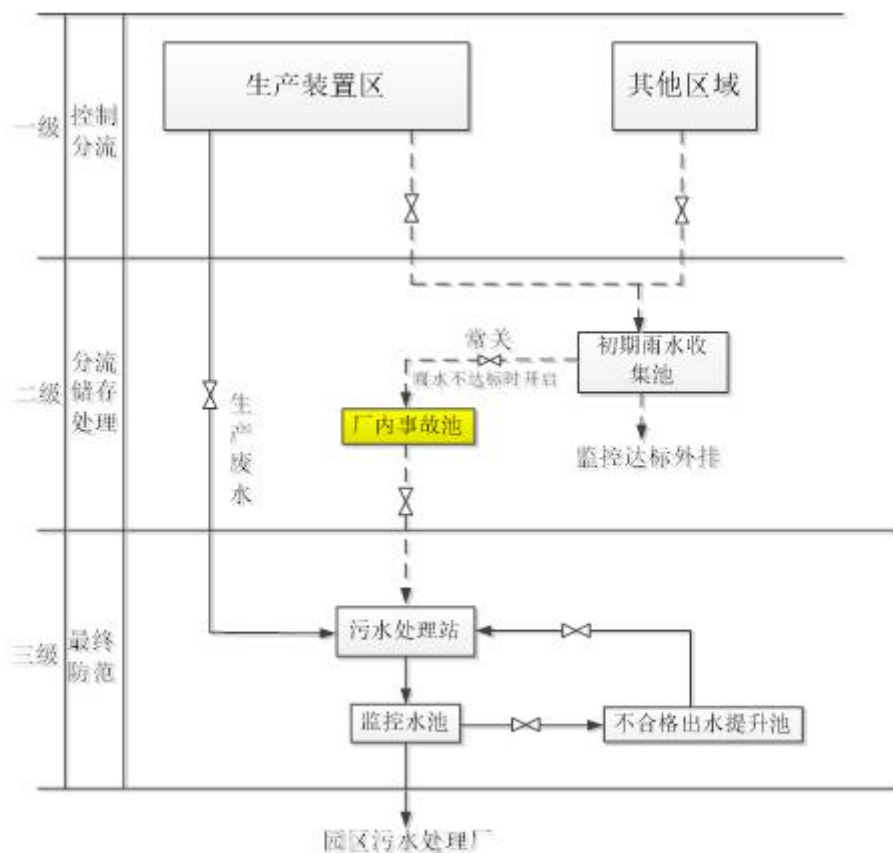 生产装置区
其他区域
一级
控制
分流
常关
雨水不达标时开启
初期雨水收
集池
二级
分流
储存
处理
生产废水
厂内事故池
监控达标外排
三级
最终
防范
污水处理站
监控水池
不合格出水提升池
园区污水处理厂